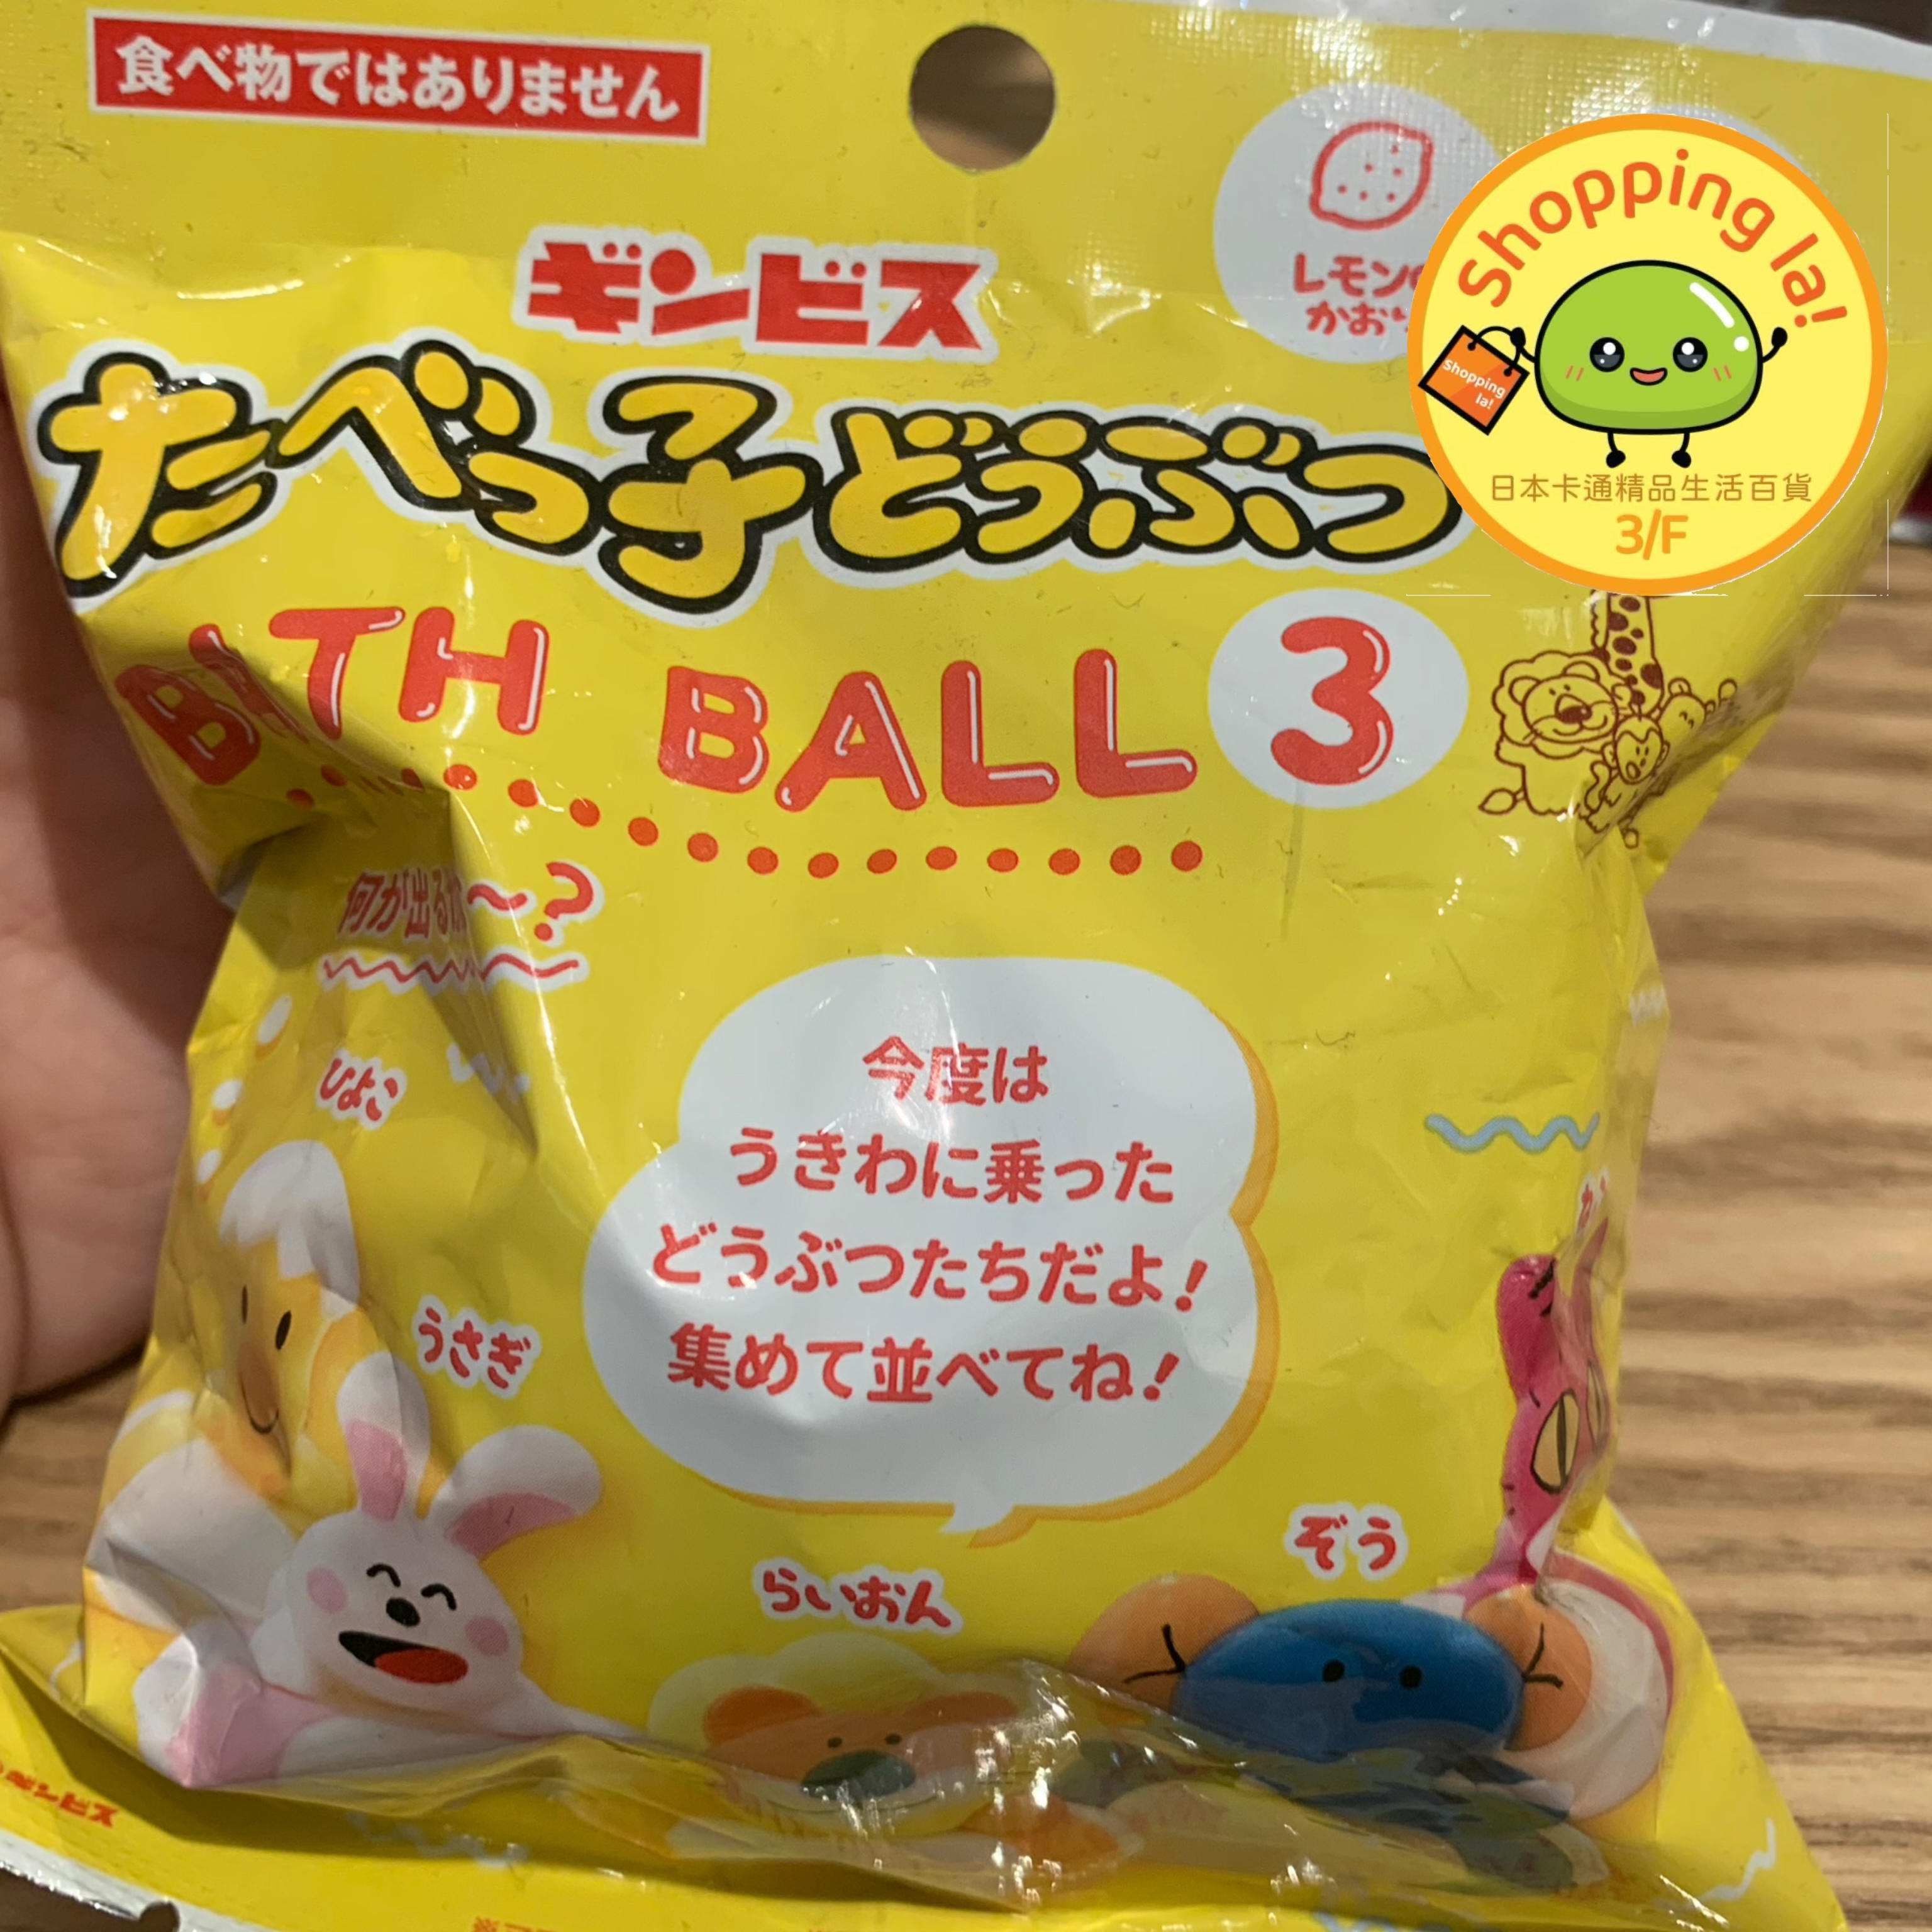 食べ物ではありません
レモン
かおり
Shopping la!
Shopping
la!
日本卡通精品生活百貨
3/F
ギンビス
たべっ子どうぶつ
BATH BALL 3
何が出るか〜?
今度は
うきわに乗った
どうぶつたちだよ!
集めて並べてね!
ひよこ
うさぎ
らいおん
ぞう
ギンビス